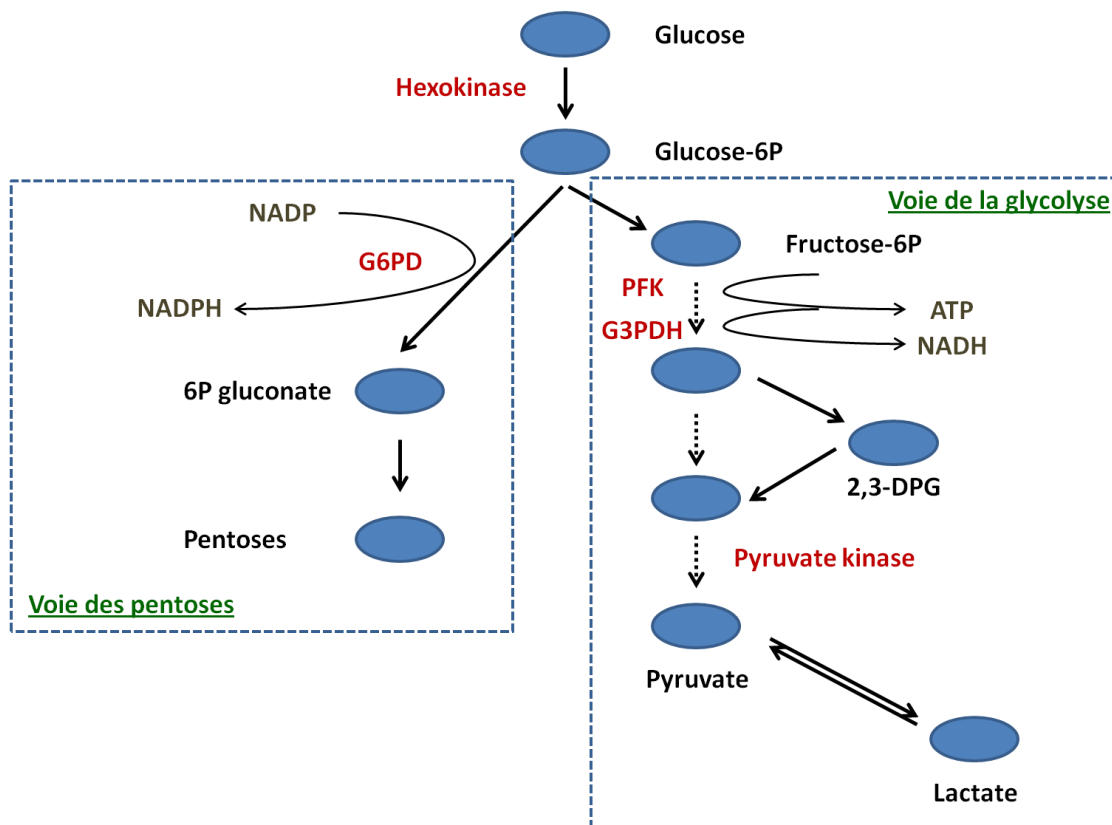 Glucose
Hexokinase
Glucose-6P
Voie de la glycolyse
NADP
Fructose-6P
G6PD
PFK
NADPH
ATP
G3PDH
NADH
6P gluconate
2,3-DPG
Pentoses
Pyruvate kinase
Voie des pentoses
Pyruvate
Lactate